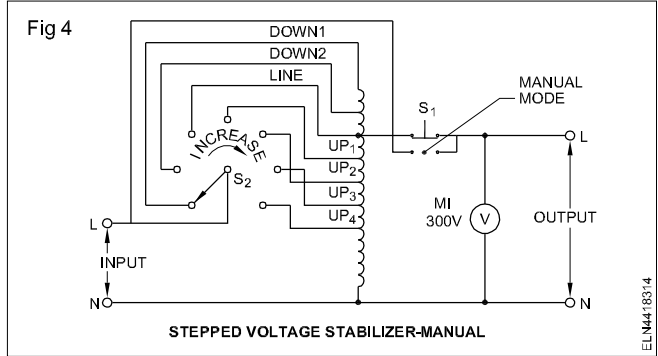 Fig 4
DOWN1
DOWN2
LINE
MANUAL
MODE
S1
INCREASE
UP1
UP2
UP3
UP4
S2
L
L
MI
300V
V
OUTPUT
INPUT
N
N
STEPPED VOLTAGE STABILIZER-MANUAL
ELN4418314